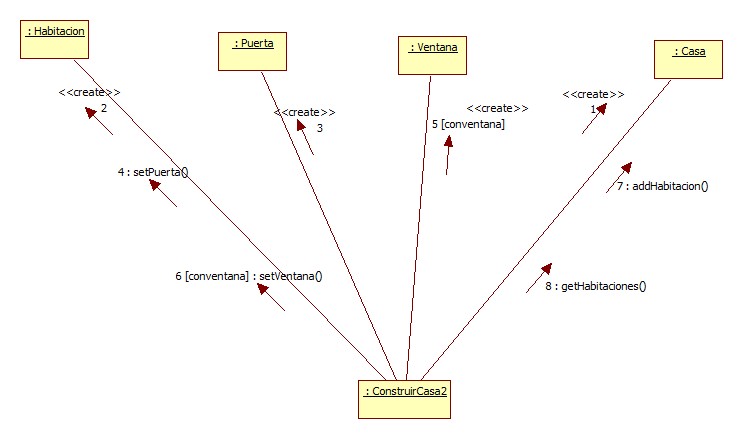 : Habitacion
: Puerta
: Ventana
: Casa
<<create>>
2
<<create>>
3
<<create>>
5 [conventana]
<<create>>
1
4 : setPuerta()
7 : addHabitacion()
6 [conventana] : setVentana()
8 : getHabitaciones()
: ConstruirCasa2